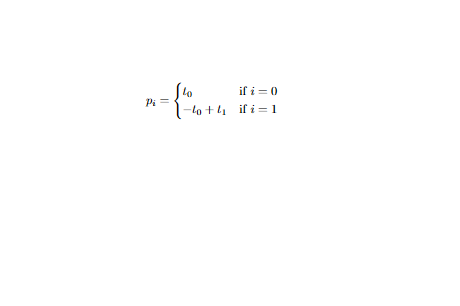 p_i = { t_0 if i = 0
-t_0 + t_1 if i = 1